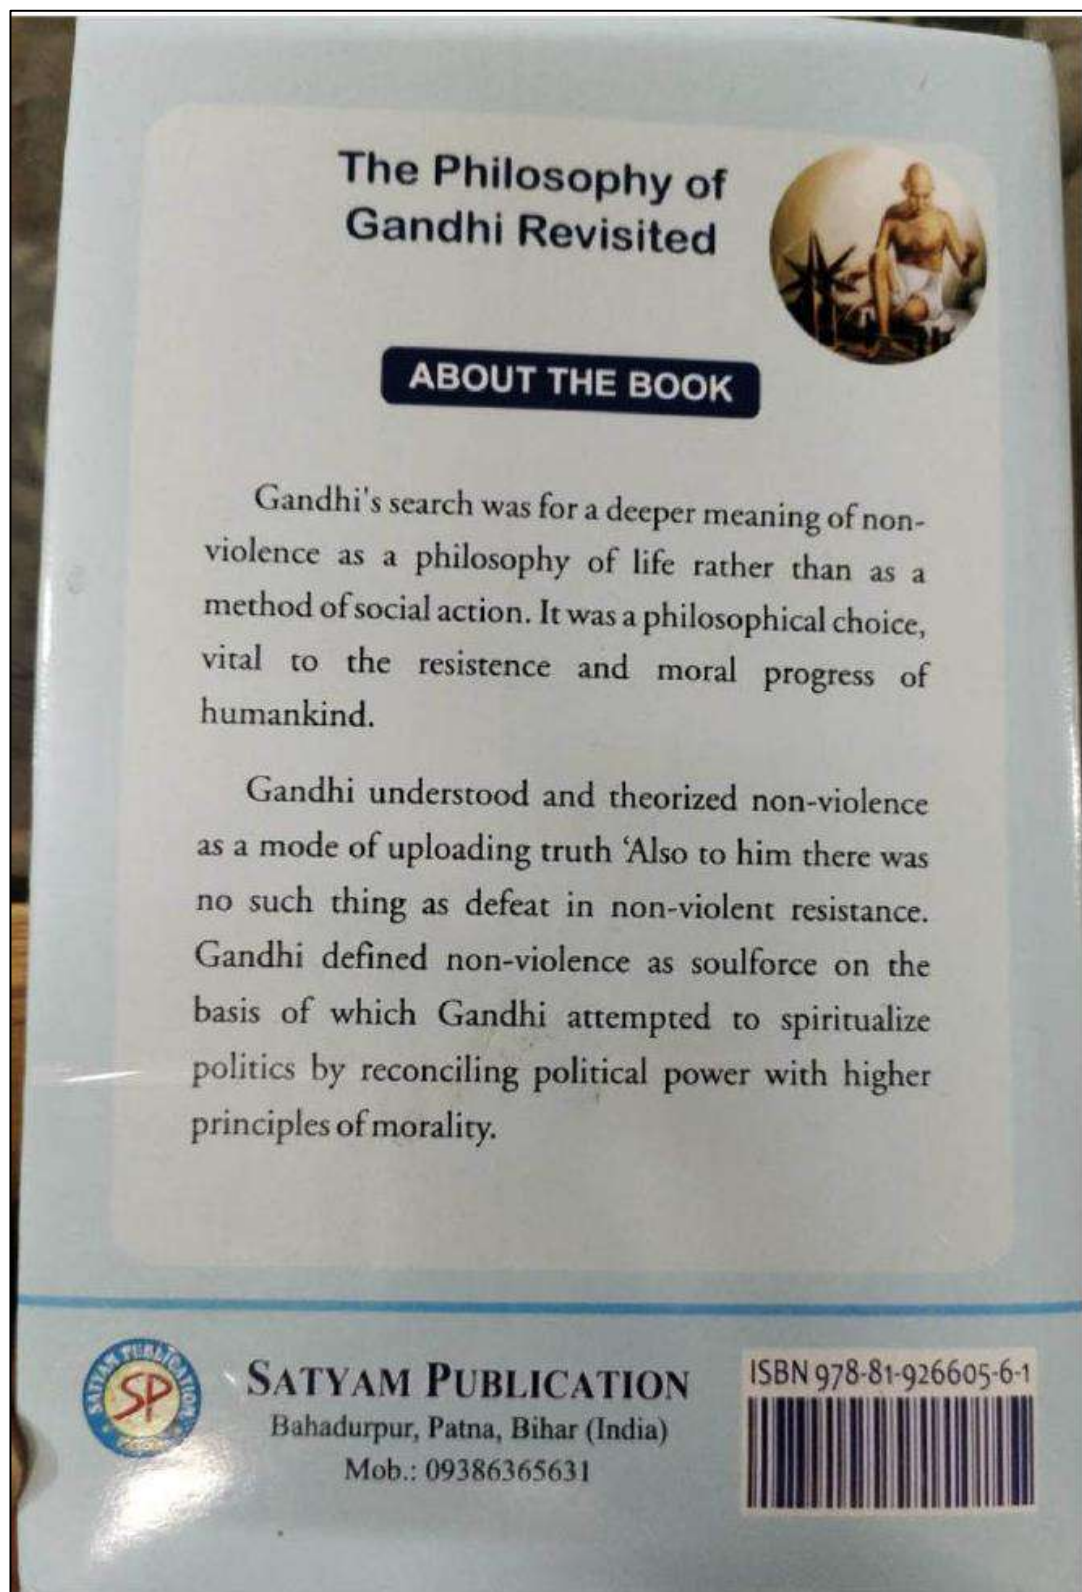 The Philosophy of
Gandhi Revisited
ABOUT THE BOOK
Gandhi's search was for a deeper meaning of non-
violence as a philosophy of life rather than as a
method of social action. It was a philosophical choice,
vital to the resistence and moral progress of
humankind.
Gandhi understood and theorized non-violence
as a mode of uploading truth ‘Also to him there was
no such thing as defeat in non-violent resistance.
Gandhi defined non-violence as soulforce on the
basis of which Gandhi attempted to spiritualize
politics by reconciling political power with higher
principles of morality.
SATYAM PUBLICATION
SP
SATYAM PUBLICATION
Bahadurpur, Patna, Bihar (India)
Mob.: 09386365631
ISBN 978-81-926605-6-1